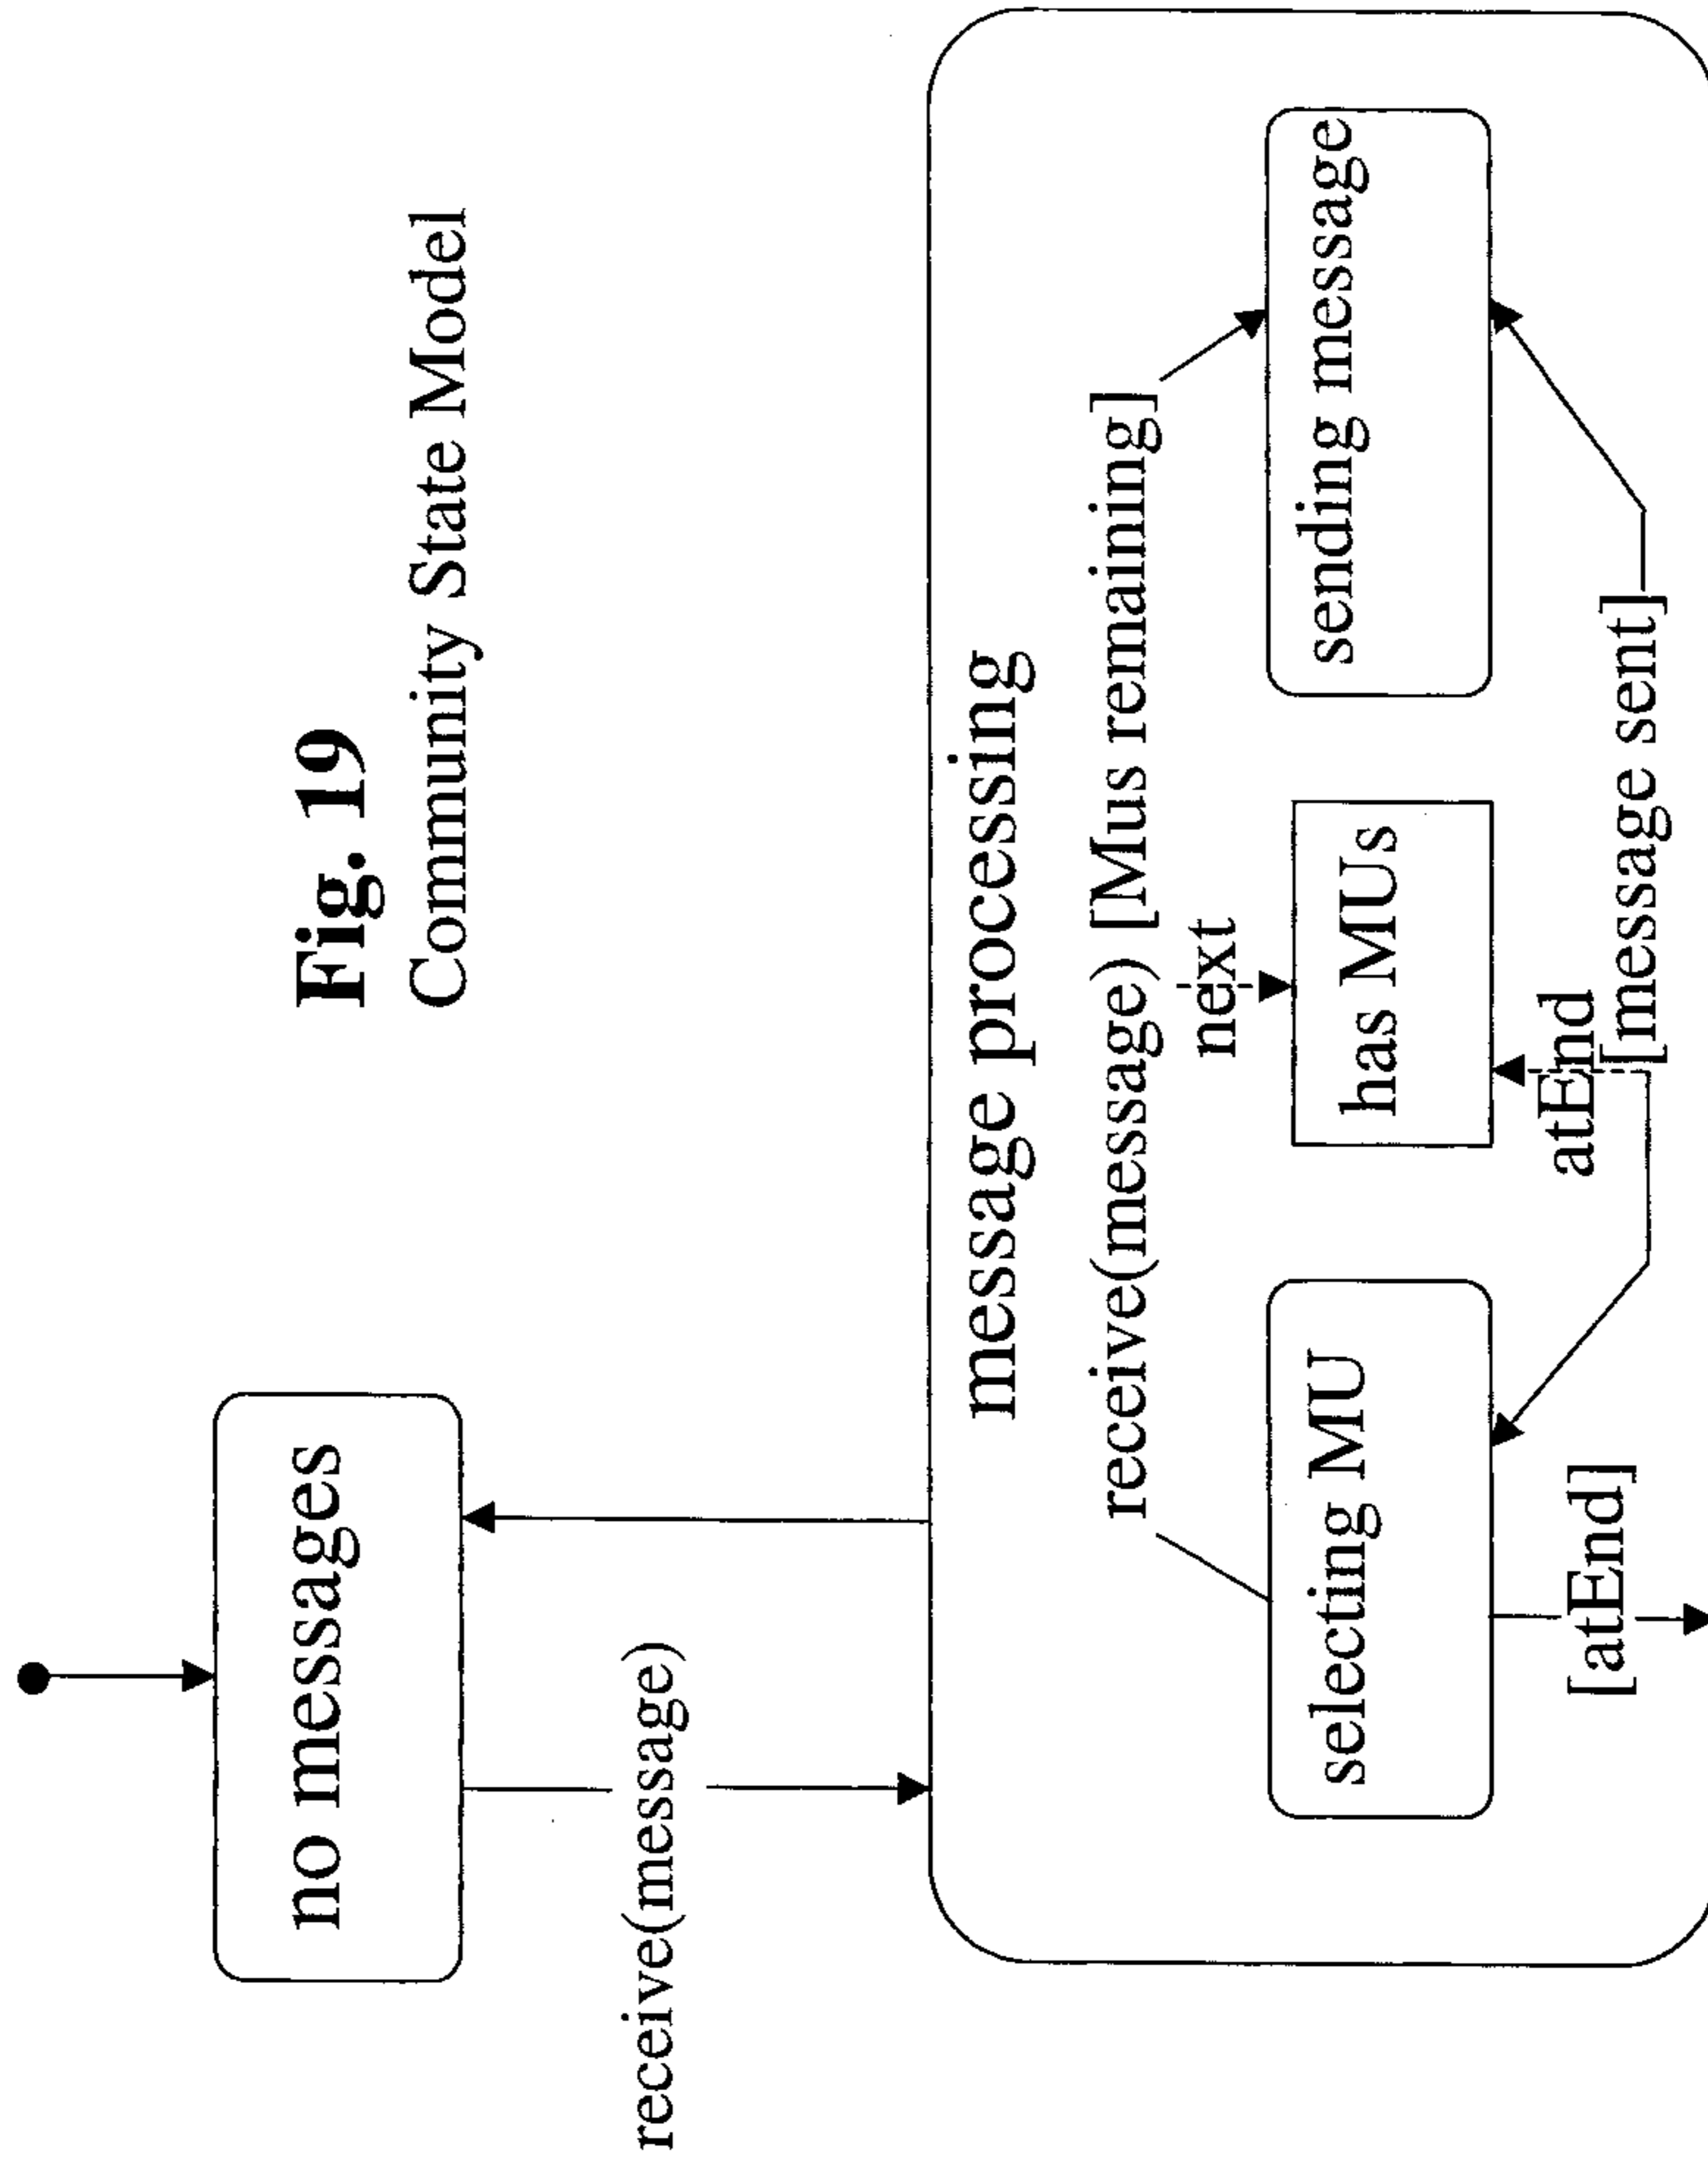 Fig. 19
Community State Model
no messages
receive(message)
message processing
receive(message) [Mus remaining]
next
selecting MU
has MUs
sending message
atEnd
[atEnd]
[message sent]